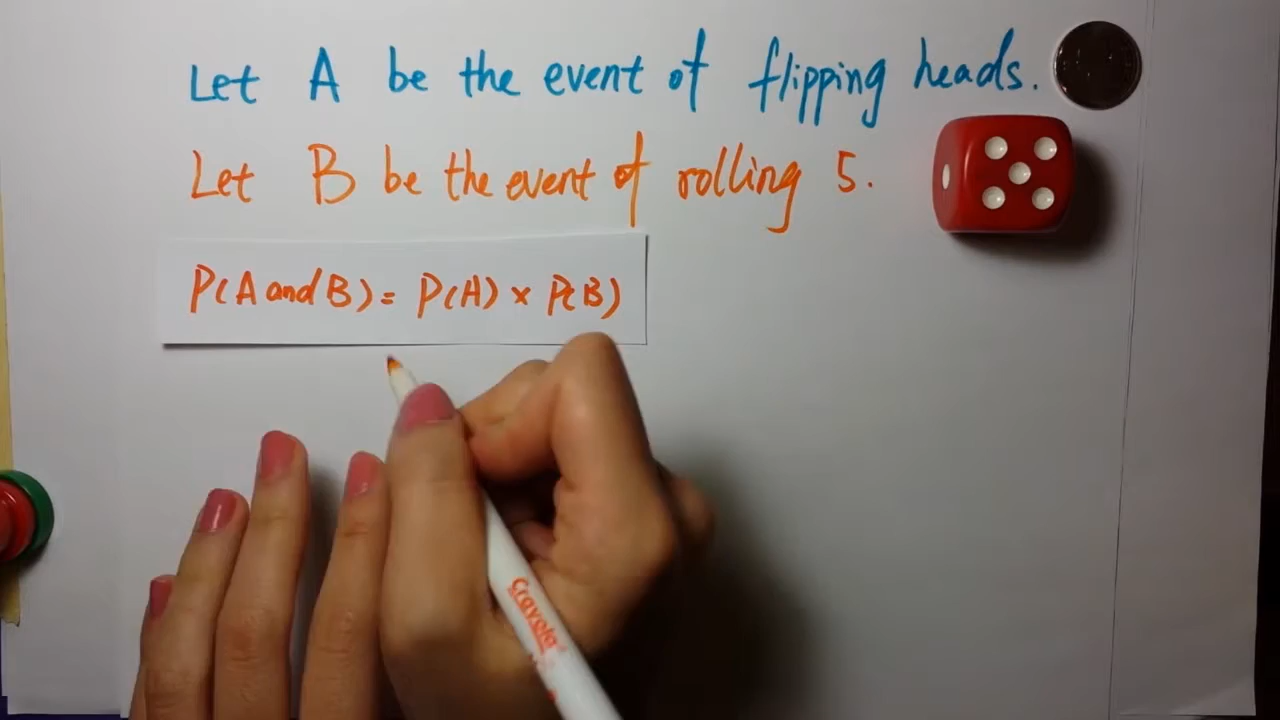 Let A be the event of flipping heads.
Let B be the event of rolling 5.
P(A and B) = P(A) × P(B)
Crayola